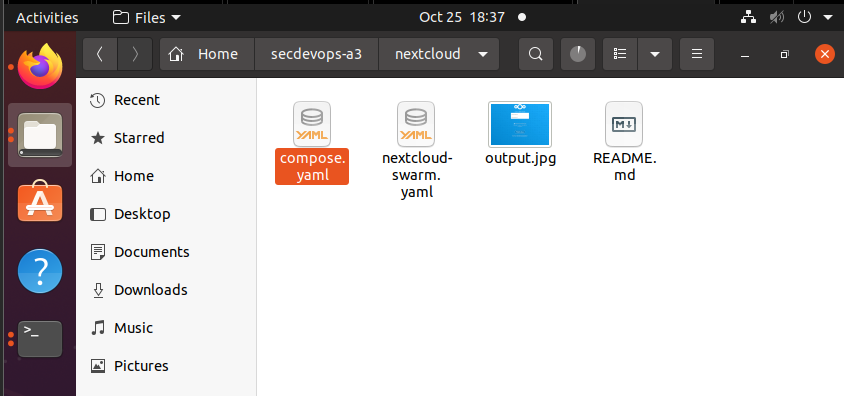 Activities
Files
Oct 25 18:37
Home
secdevops-a3
nextcloud
Recent
Starred
Home
Desktop
Documents
Downloads
Music
Pictures
YAML
compose.
yaml
YAML
nextcloud-
swarm.
yaml
output.jpg
M
README.
md
?
>_